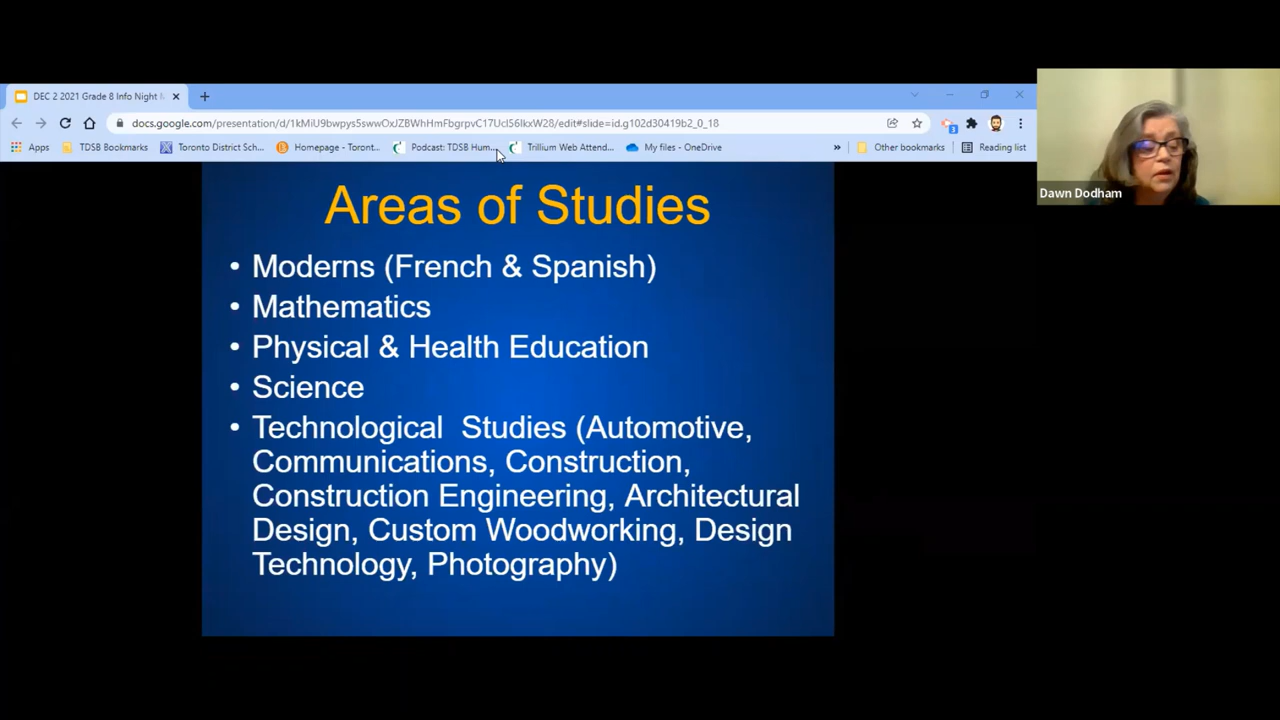 DEC 2 2021 Grade 8 Info Night
docs.google.com/presentation/d/1kMiU9bwpys5swwOxJZBWhHmFbgrpvC17UcI56IkxW28/edit#slide=id.g102d30419b2_0_18
3
Apps TDSB Bookmarks Toronto District Sch... Homepage - Toront... Podcast: TDSB Hum... Trillium Web Attend... My files - OneDrive » Other bookmarks Reading list
Dawn Dodham
Areas of Studies
• Moderns (French & Spanish)
• Mathematics
• Physical & Health Education
• Science
• Technological Studies (Automotive,
Communications, Construction,
Construction Engineering, Architectural
Design, Custom Woodworking, Design
Technology, Photography)